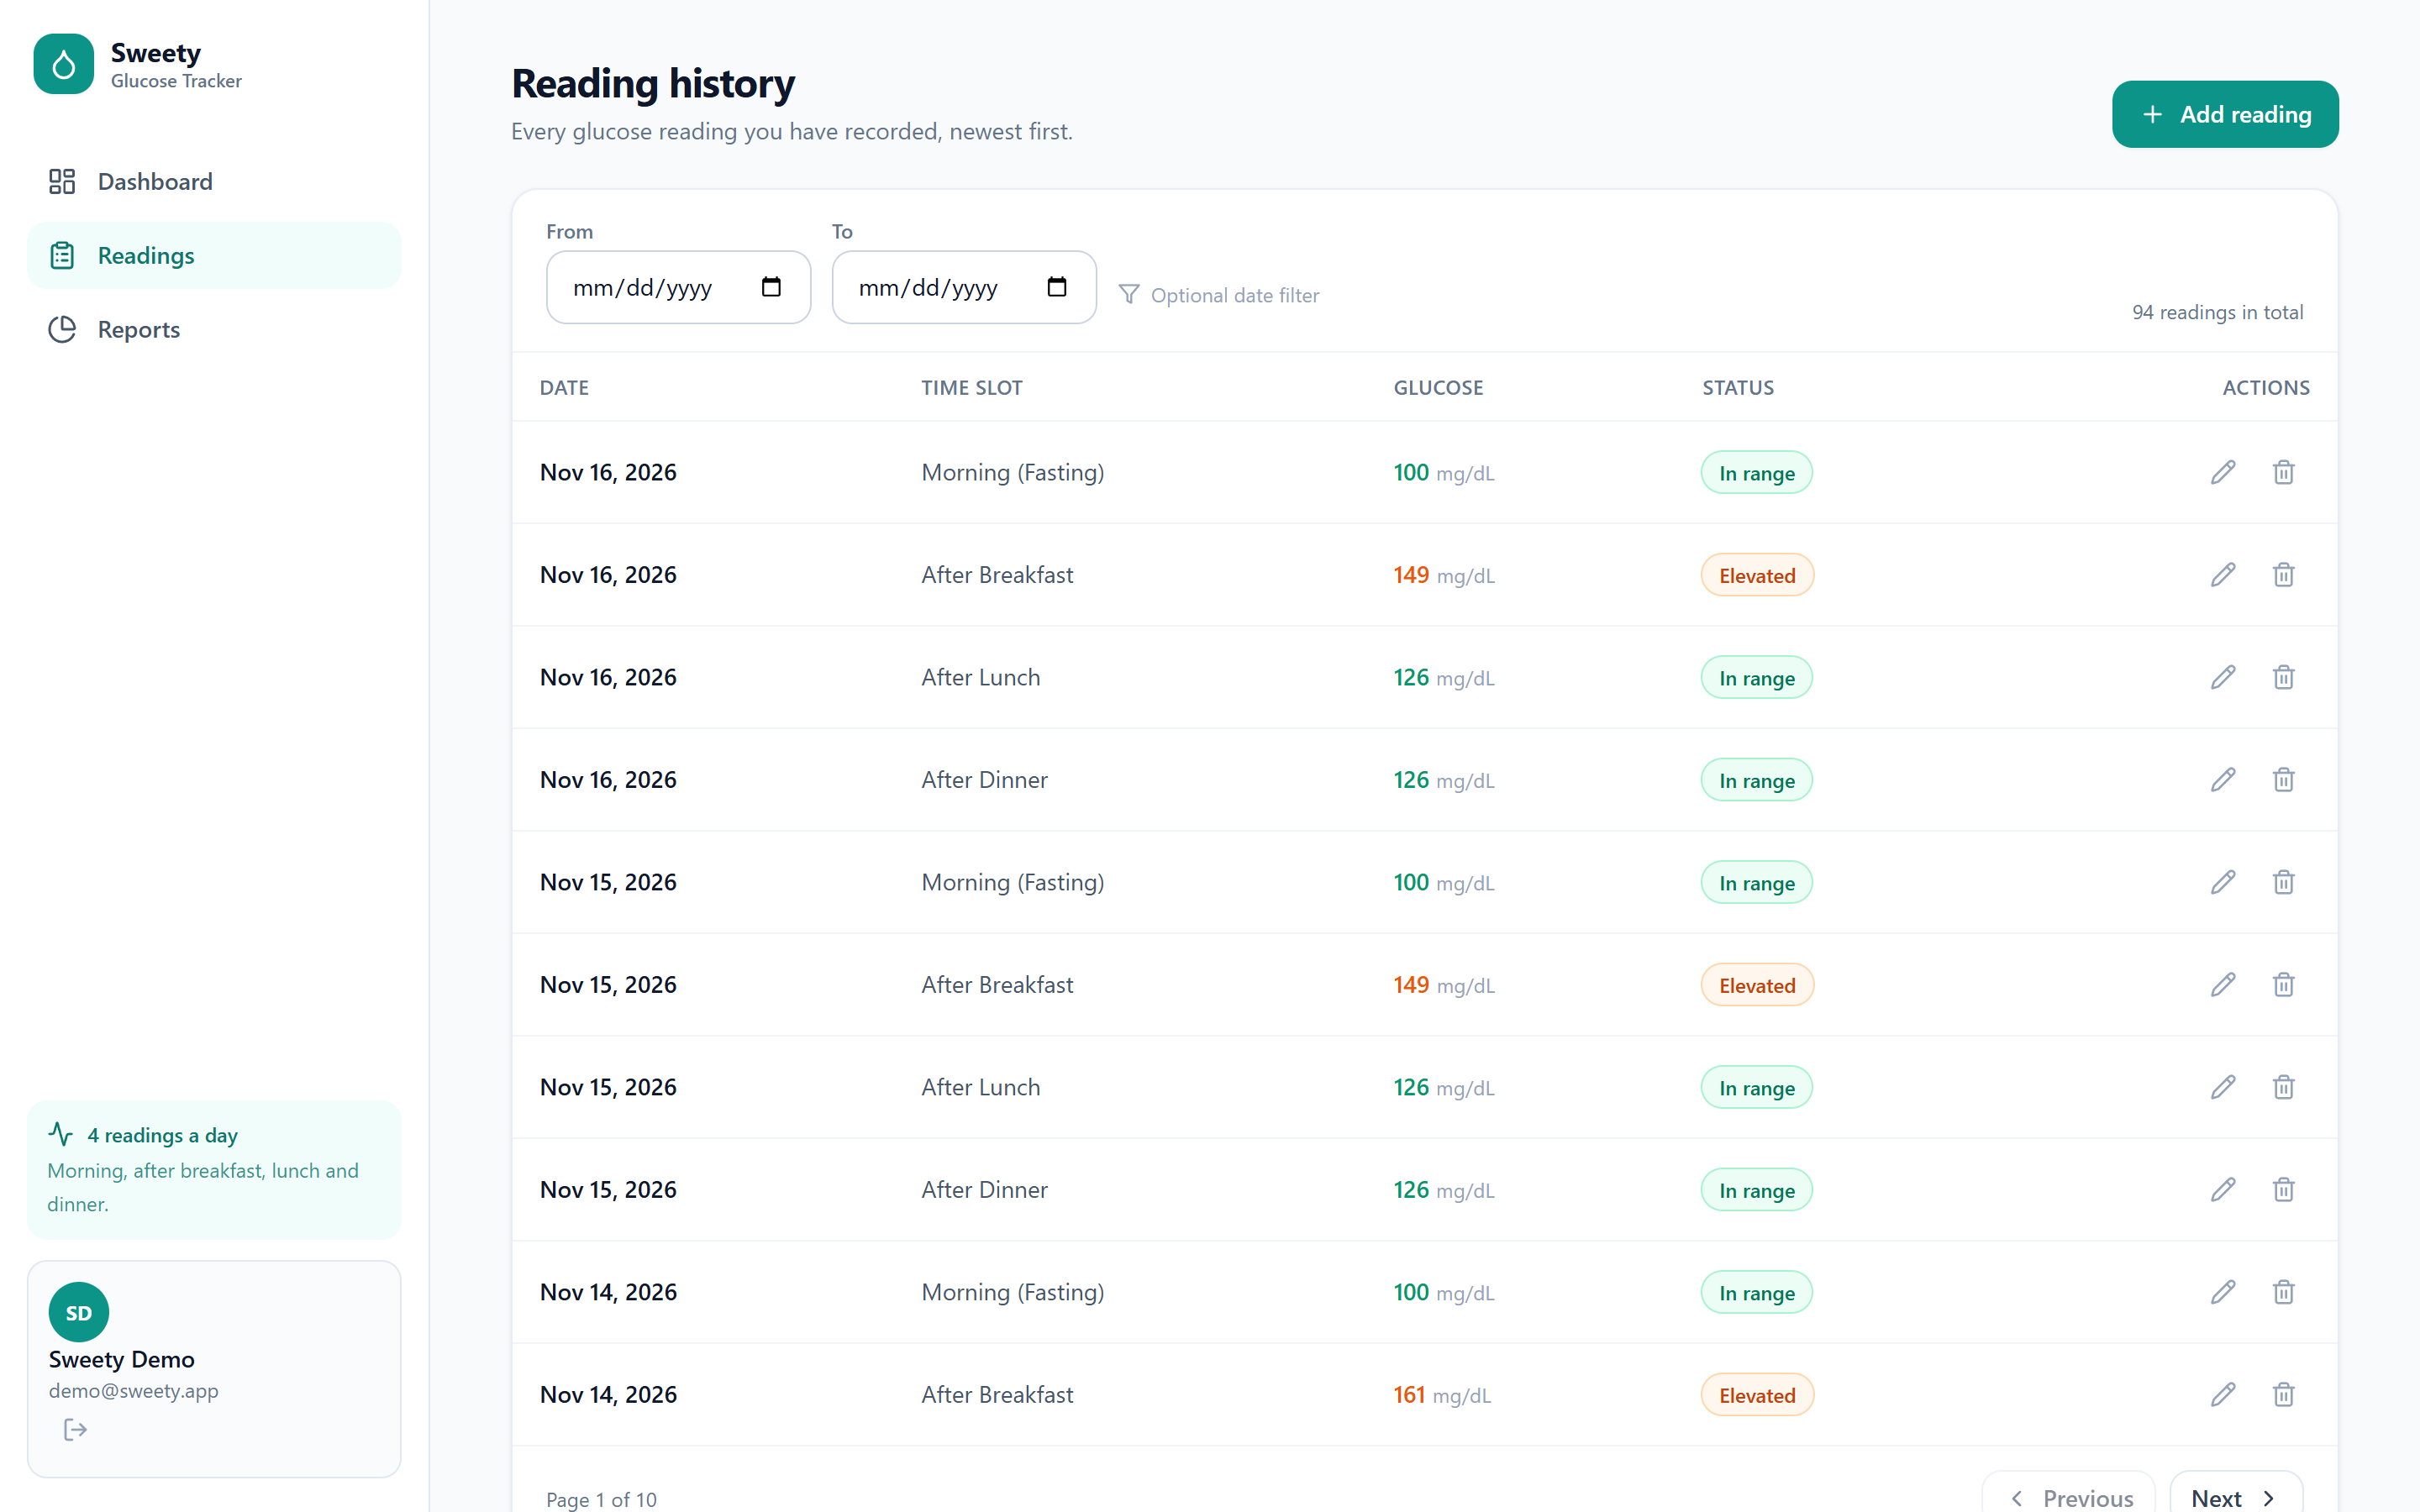 Sweety
Glucose Tracker
Dashboard
Readings
Reports
4 readings a day
Morning, after breakfast, lunch and
dinner.
SD
Sweety Demo
demo@sweety.app
Reading history
Every glucose reading you have recorded, newest first.
Add reading
From To
mm/dd/yyyy mm/dd/yyyy Optional date filter
94 readings in total
DATE TIME SLOT GLUCOSE STATUS ACTIONS
Nov 16, 2026 Morning (Fasting) 100 mg/dL In range
Nov 16, 2026 After Breakfast 149 mg/dL Elevated
Nov 16, 2026 After Lunch 126 mg/dL In range
Nov 16, 2026 After Dinner 126 mg/dL In range
Nov 15, 2026 Morning (Fasting) 100 mg/dL In range
Nov 15, 2026 After Breakfast 149 mg/dL Elevated
Nov 15, 2026 After Lunch 126 mg/dL In range
Nov 15, 2026 After Dinner 126 mg/dL In range
Nov 14, 2026 Morning (Fasting) 100 mg/dL In range
Nov 14, 2026 After Breakfast 161 mg/dL Elevated
Page 1 of 10 Previous Next